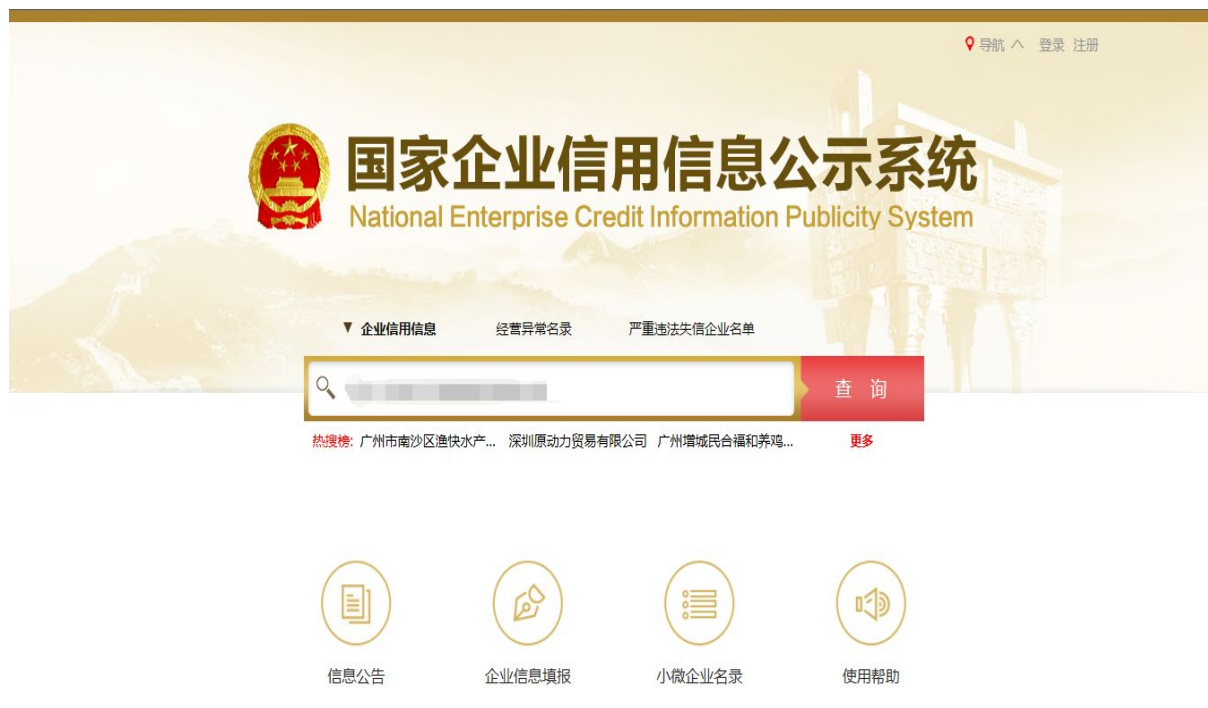 导航 登录 注册
国家企业信用信息公示系统
National Enterprise Credit Information Publicity System
企业信用信息 经营异常名录 严重违法失信企业名单
查 询
热搜榜: 广州市南沙区渔快水产... 深圳原动力贸易有限公司 广州增城民合福和养鸡... 更多
信息公告 企业信息填报 小微企业名录 使用帮助